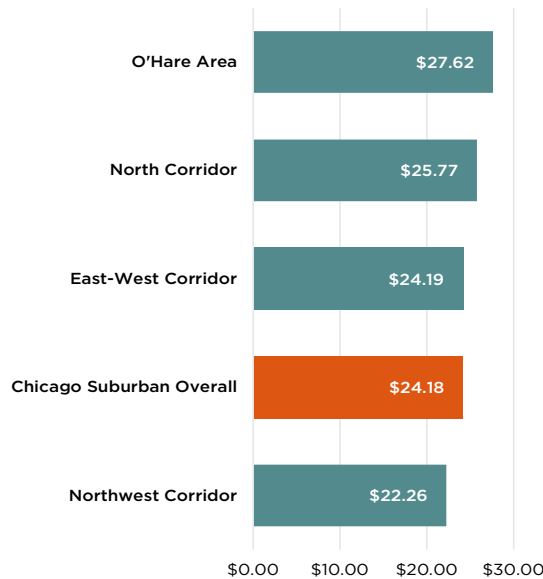 O'Hare Area
$27.62
North Corridor
$25.77
East-West Corridor
$24.19
Chicago Suburban Overall
$24.18
Northwest Corridor
$22.26
$0.00 $10.00 $20.00 $30.00